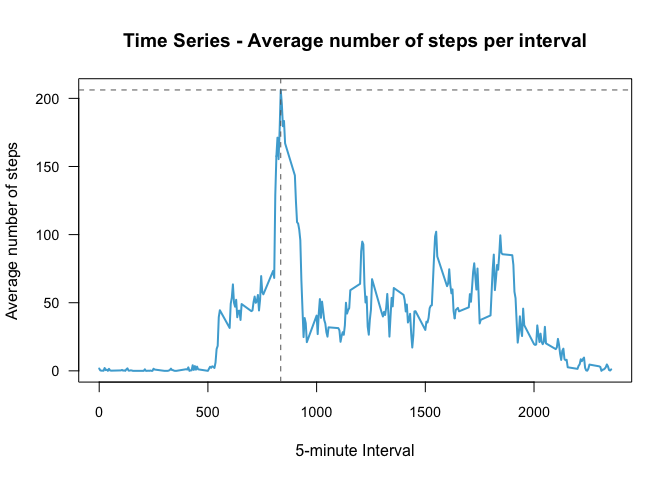 Time Series - Average number of steps per interval
Average number of steps
200
150
100
50
0
0 500 1000 1500 2000
5-minute Interval